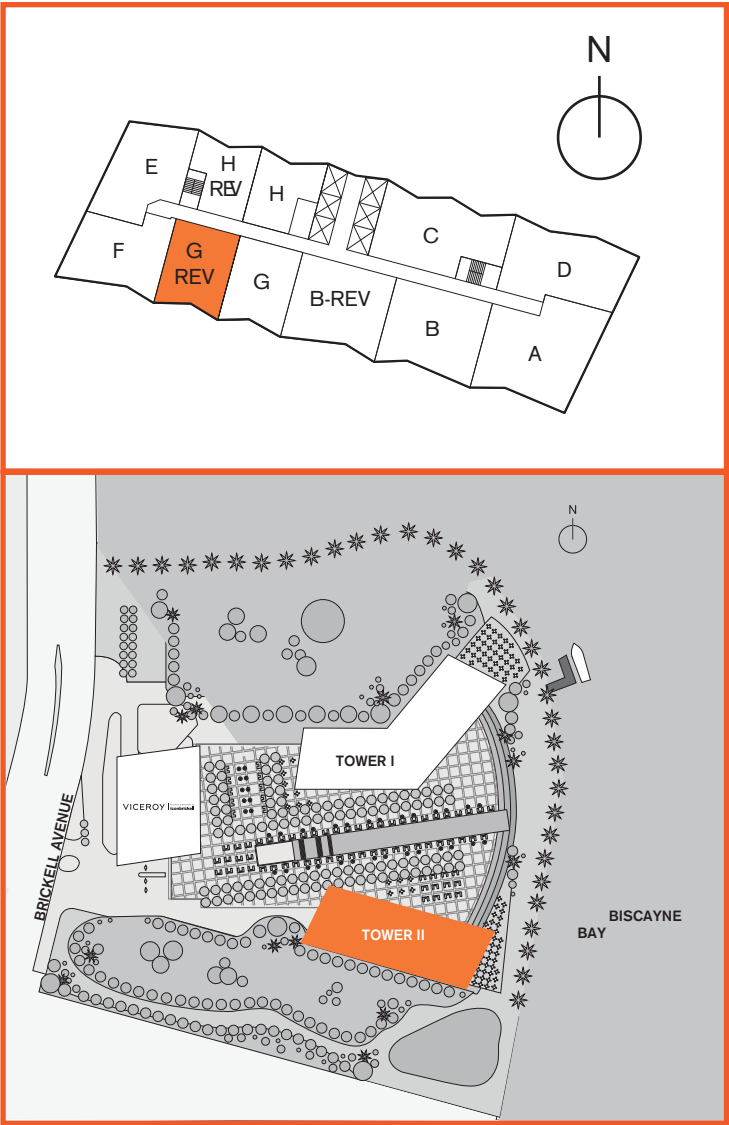 N
E
H
REV
H
C
F
G
REV
G
B-REV
B
D
A
N
TOWER I
VICEROY
BRICKELL AVENUE
BISCAYNE
BAY
TOWER II